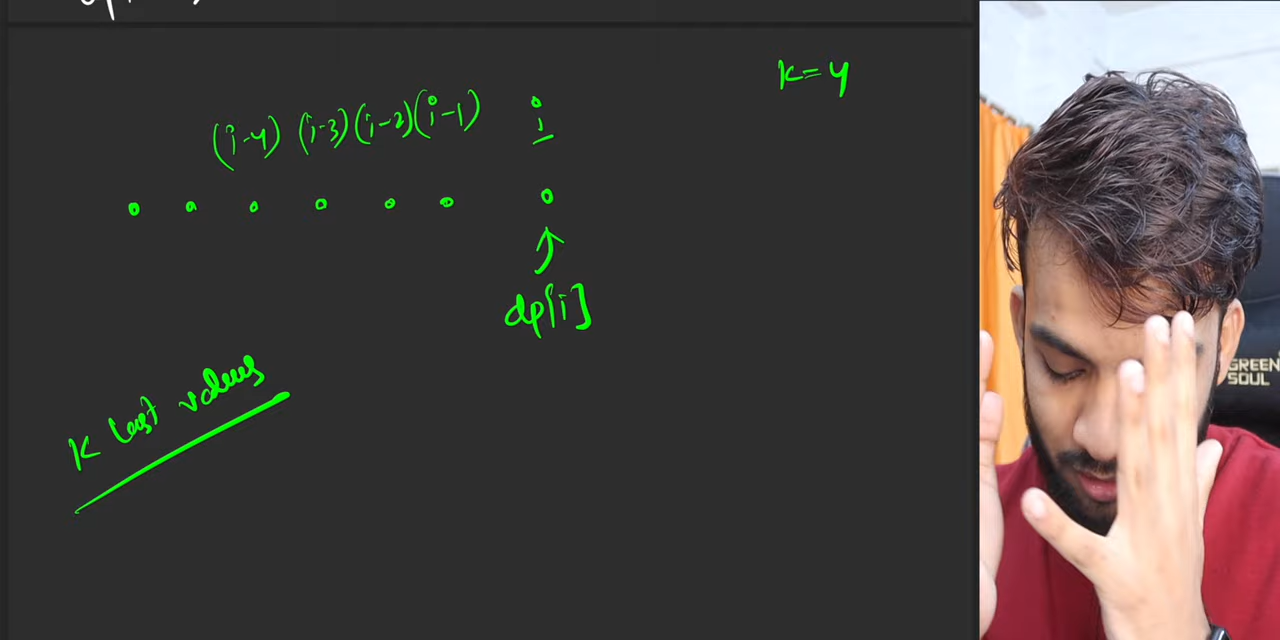 K=4
(i-4) (i-3) (i-2) (i-1) i
dp[i]
K last values
GREEN
SOUL